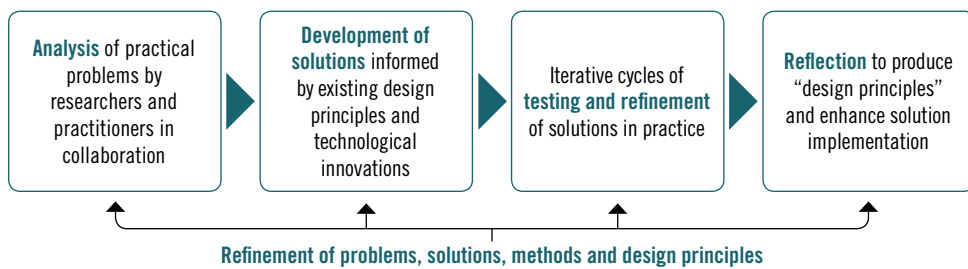 Analysis of practical
problems by
researchers and
practitioners in
collaboration
Development of
solutions informed
by existing design
principles and
technological
innovations
Iterative cycles of
testing and refinement
of solutions in practice
Reflection to produce
“design principles”
and enhance solution
implementation
Refinement of problems, solutions, methods and design principles